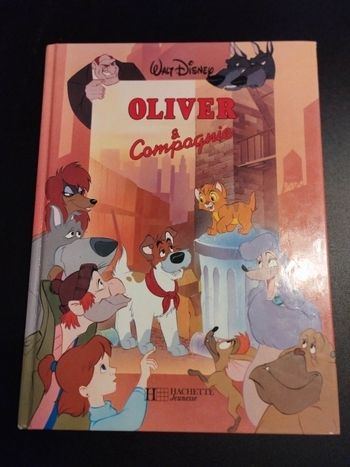 WALT DISNEY
OLIVER
&
Compagnie
H
HACHETTE
Jeunesse